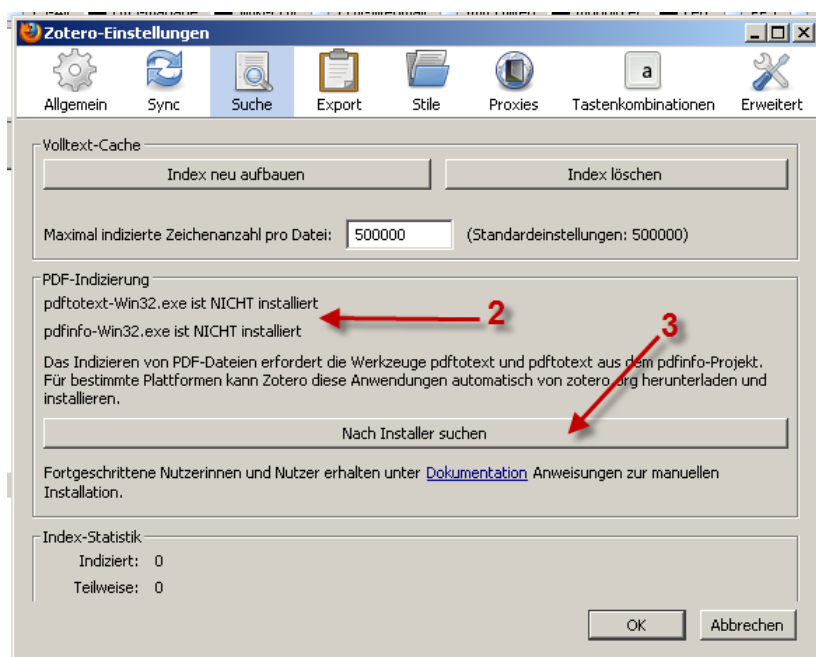 Zotero-Einstellungen
Allgemein Sync Suche Export Stile Proxies a Tastenkombinationen Erweitert
Volltext-Cache
Index neu aufbauen Index löschen
Maximal indizierte Zeichenanzahl pro Datei: 500000 (Standardeinstellungen: 500000)
PDF-Indizierung
pdftotext-Win32.exe ist NICHT installiert
2
pdfinfo-Win32.exe ist NICHT installiert
3
Das Indizieren von PDF-Dateien erfordert die Werkzeuge pdftotext und pdftotext aus dem pdfinfo-Projekt.
Für bestimmte Plattformen kann Zotero diese Anwendungen automatisch von zotero.org herunterladen und
installieren.
Nach Installer suchen
Fortgeschrittene Nutzerinnen und Nutzer erhalten unter Dokumentation Anweisungen zur manuellen
Installation.
Index-Statistik
Indiziert: 0
Teilweise: 0
OK Abbrechen